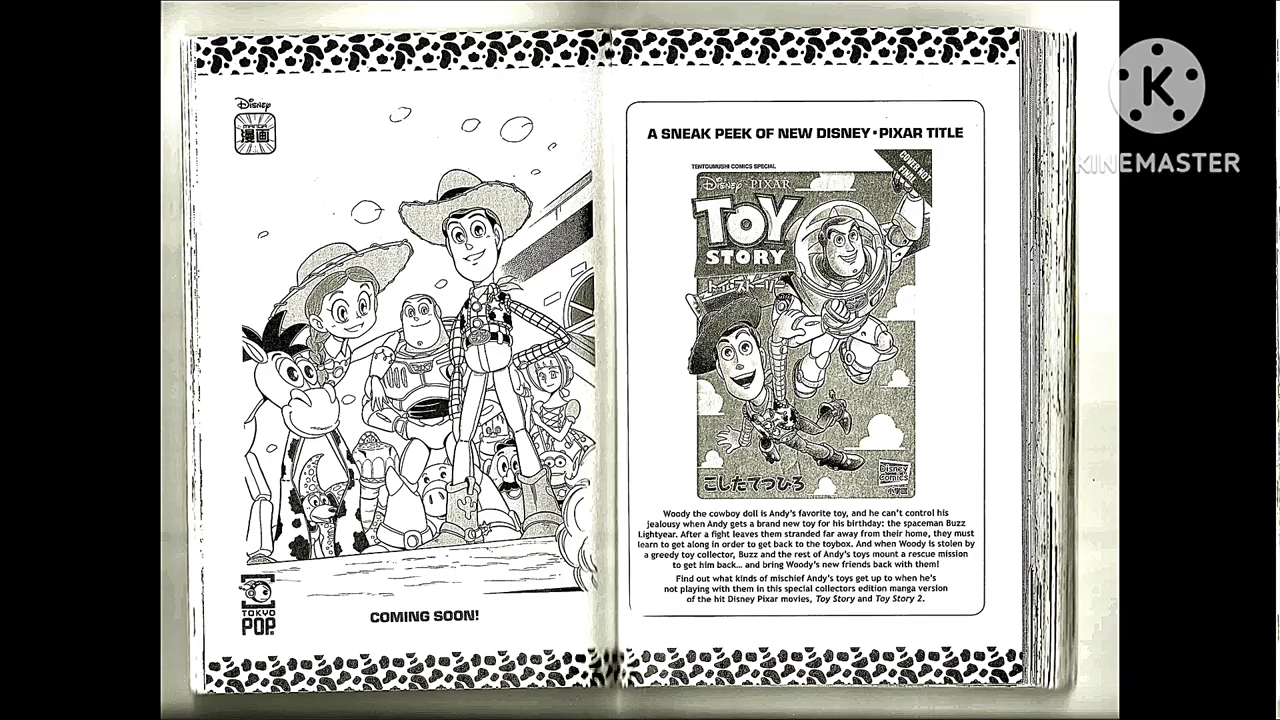 Disney
MANGA
漫画
COMING SOON!
TOKYO
POP
A SNEAK PEEK OF NEW DISNEY • PIXAR TITLE
TENTOUMUSHI COMICS SPECIAL
COVER NOT
FINAL
Disney PIXAR
TOY
STORY
トイ・ストーリー
こしたてつひろ
Disney
comics
小学館
Woody the cowboy doll is Andy's favorite toy, and he can't control his
jealousy when Andy gets a brand new toy for his birthday: the spaceman Buzz
Lightyear. After a fight leaves them stranded far away from their home, they must
learn to get along in order to get back to the toybox. And when Woody is stolen by
a greedy toy collector, Buzz and the rest of Andy's toys mount a rescue mission
to get him back... and bring Woody's new friends back with them!
Find out what kinds of mischief Andy's toys get up to when he's
not playing with them in this special collectors edition manga version
of the hit Disney Pixar movies, Toy Story and Toy Story 2.
K
KINEMASTER